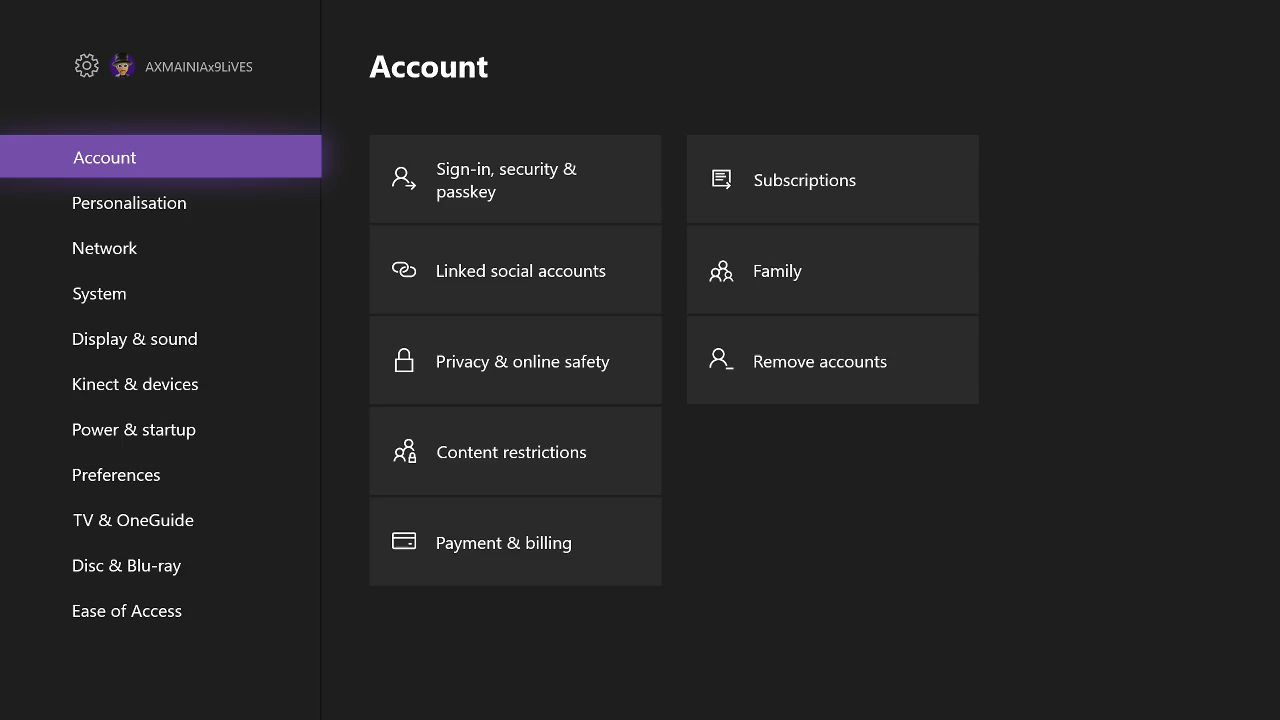 AXMAINIAx9LiVES
Account
Personalisation
Network
System
Display & sound
Kinect & devices
Power & startup
Preferences
TV & OneGuide
Disc & Blu-ray
Ease of Access
Account
Sign-in, security &
passkey
Linked social accounts
Privacy & online safety
Content restrictions
Payment & billing
Subscriptions
Family
Remove accounts